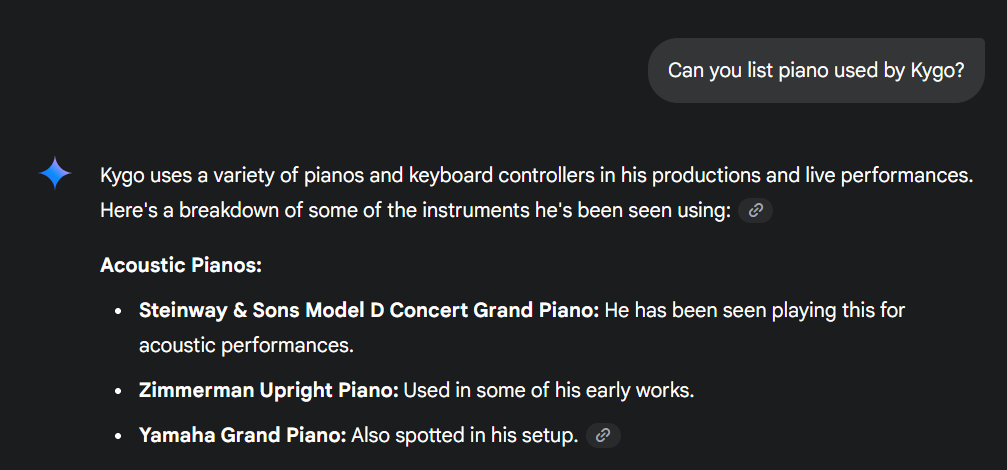 Can you list piano used by Kygo?
Kygo uses a variety of pianos and keyboard controllers in his productions and live performances.
Here's a breakdown of some of the instruments he's been seen using:
Acoustic Pianos:
• Steinway & Sons Model D Concert Grand Piano: He has been seen playing this for
acoustic performances.
• Zimmerman Upright Piano: Used in some of his early works.
• Yamaha Grand Piano: Also spotted in his setup.